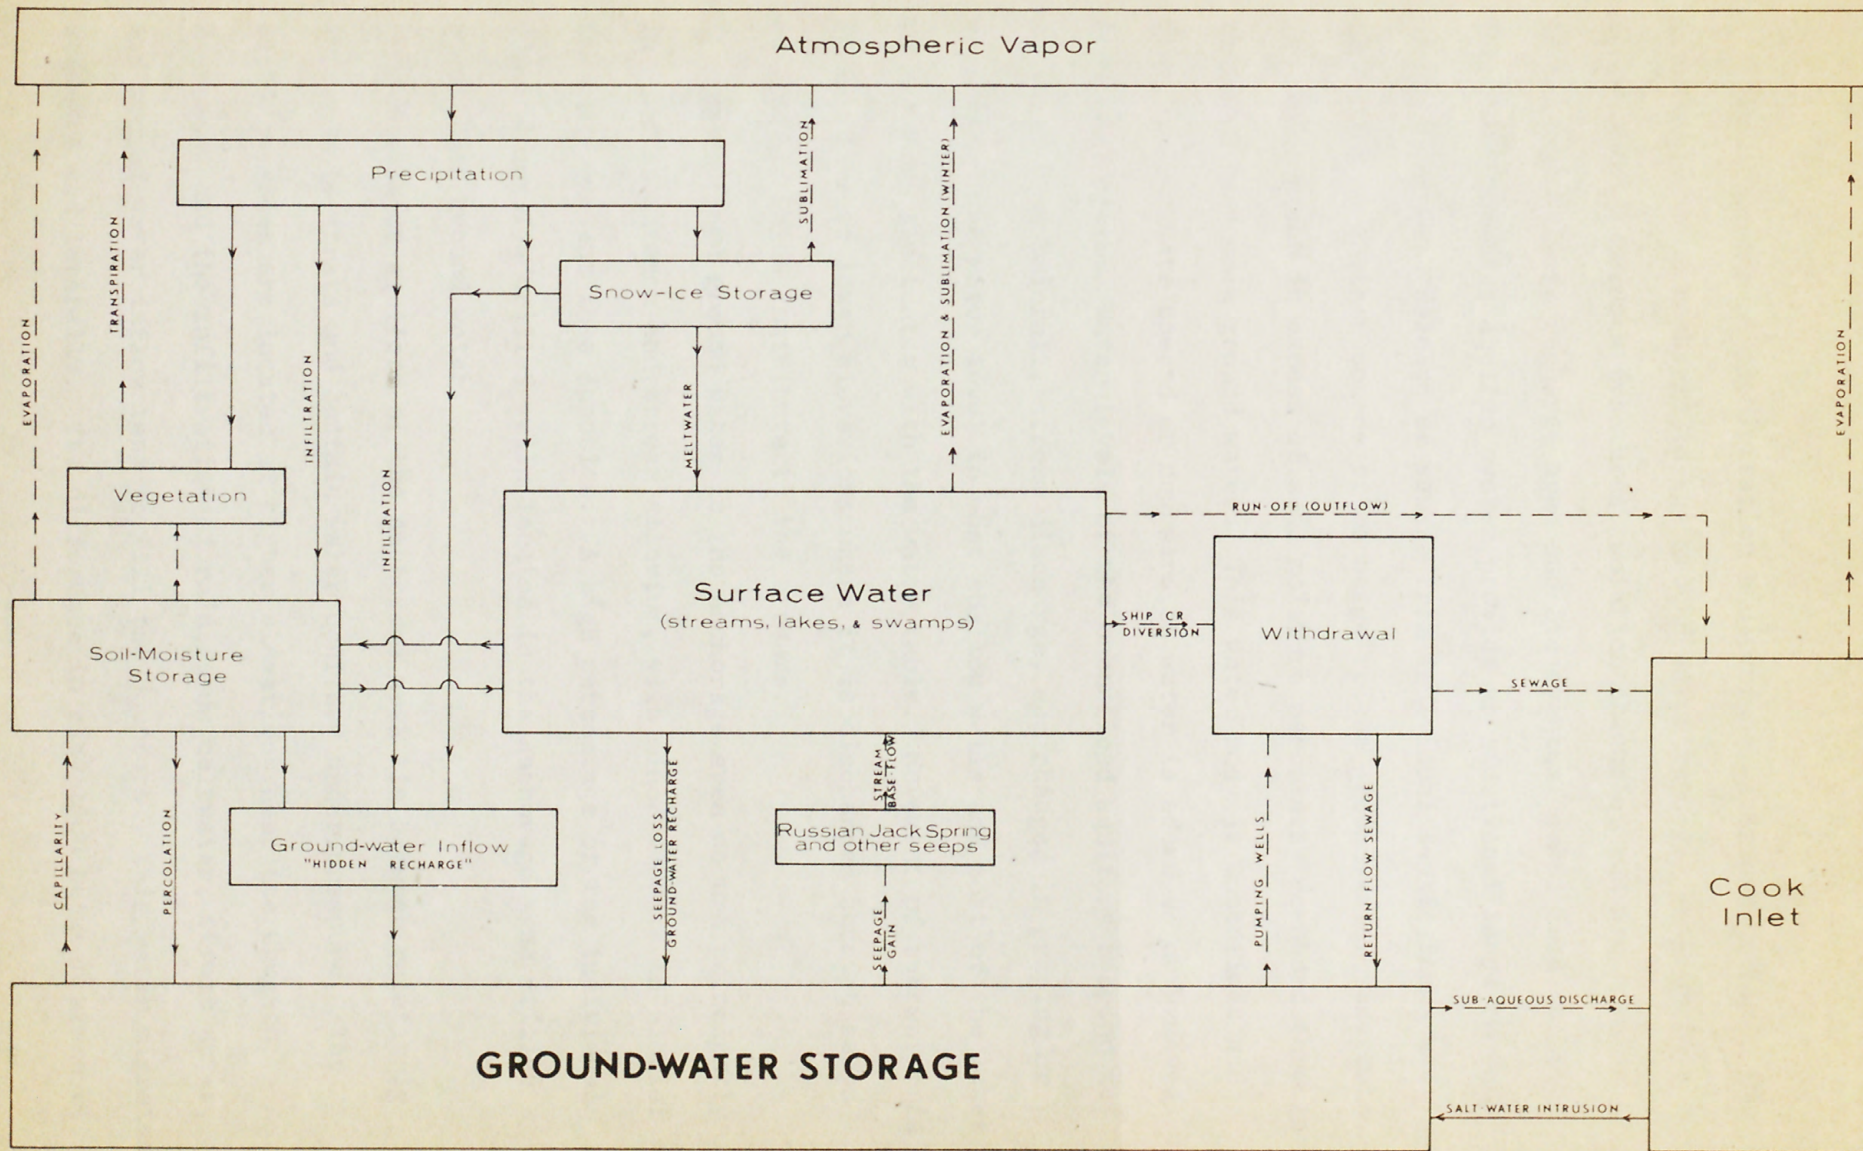 Atmospheric Vapor
Precipitation
SUBLIMATION
EVAPORATION & SUBLIMATION (WINTER)
TRANSPIRATION
Snow-Ice Storage
EVAPORATION
EVAPORATION
INFILTRATION
MELTWATER
INFILTRATION
Vegetation
RUN-OFF (OUTFLOW)
Surface Water
(streams, lakes, & swamps)
SHIP CR
DIVERSION
Withdrawal
Soil-Moisture
Storage
SEWAGE
CAPILLARITY
PERCOLATION
Ground-water Inflow
"HIDDEN RECHARGE"
SEEPAGE LOSS
GROUND-WATER RECHARGE
STREAM
BASE-FLOW
Russian Jack Spring
and other seeps
SEEPAGE
GAIN
PUMPING WELLS
RETURN FLOW SEWAGE
Cook
Inlet
SUB-AQUEOUS DISCHARGE
GROUND-WATER STORAGE
SALT-WATER INTRUSION